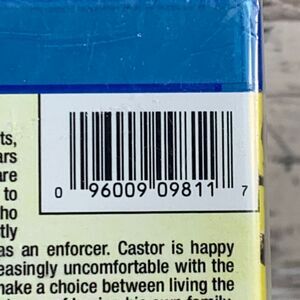 ts,
ars
are
to
ho
tly
0 96009 09811 7
as an enforcer. Castor is happy
easingly uncomfortable with the
make a choice between living the